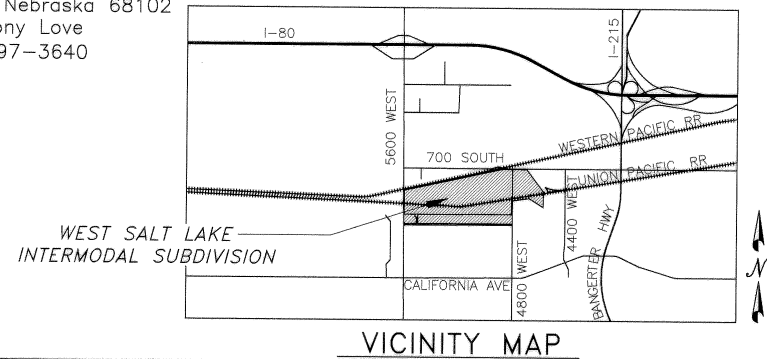 Nebraska 68102
ony Love
97-3640
I-80
I-215
5600 WEST
WESTERN PACIFIC RR
700 SOUTH
UNION PACIFIC RR
4400 WEST
WEST SALT LAKE
INTERMODAL SUBDIVISION
BANGERTER HWY
4800 WEST
CALIFORNIA AVE
N
VICINITY MAP